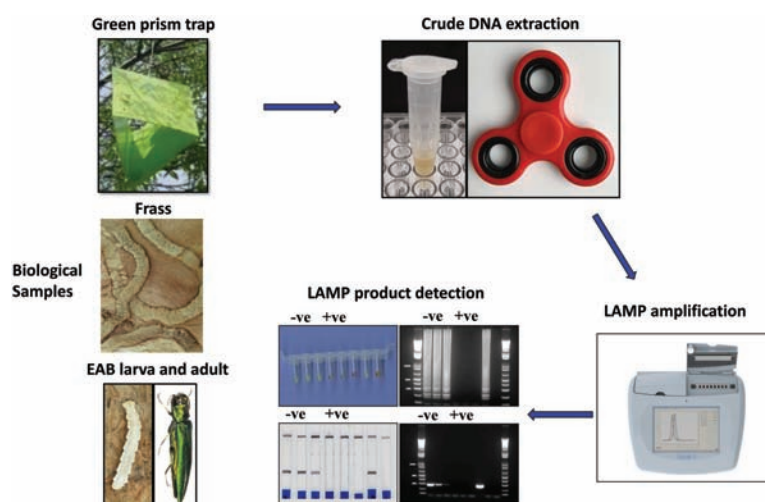 Green prism trap
Crude DNA extraction
Frass
Biological
Samples
LAMP product detection
-ve +ve
-ve +ve
LAMP amplification
EAB larva and adult
-ve +ve
-ve +ve